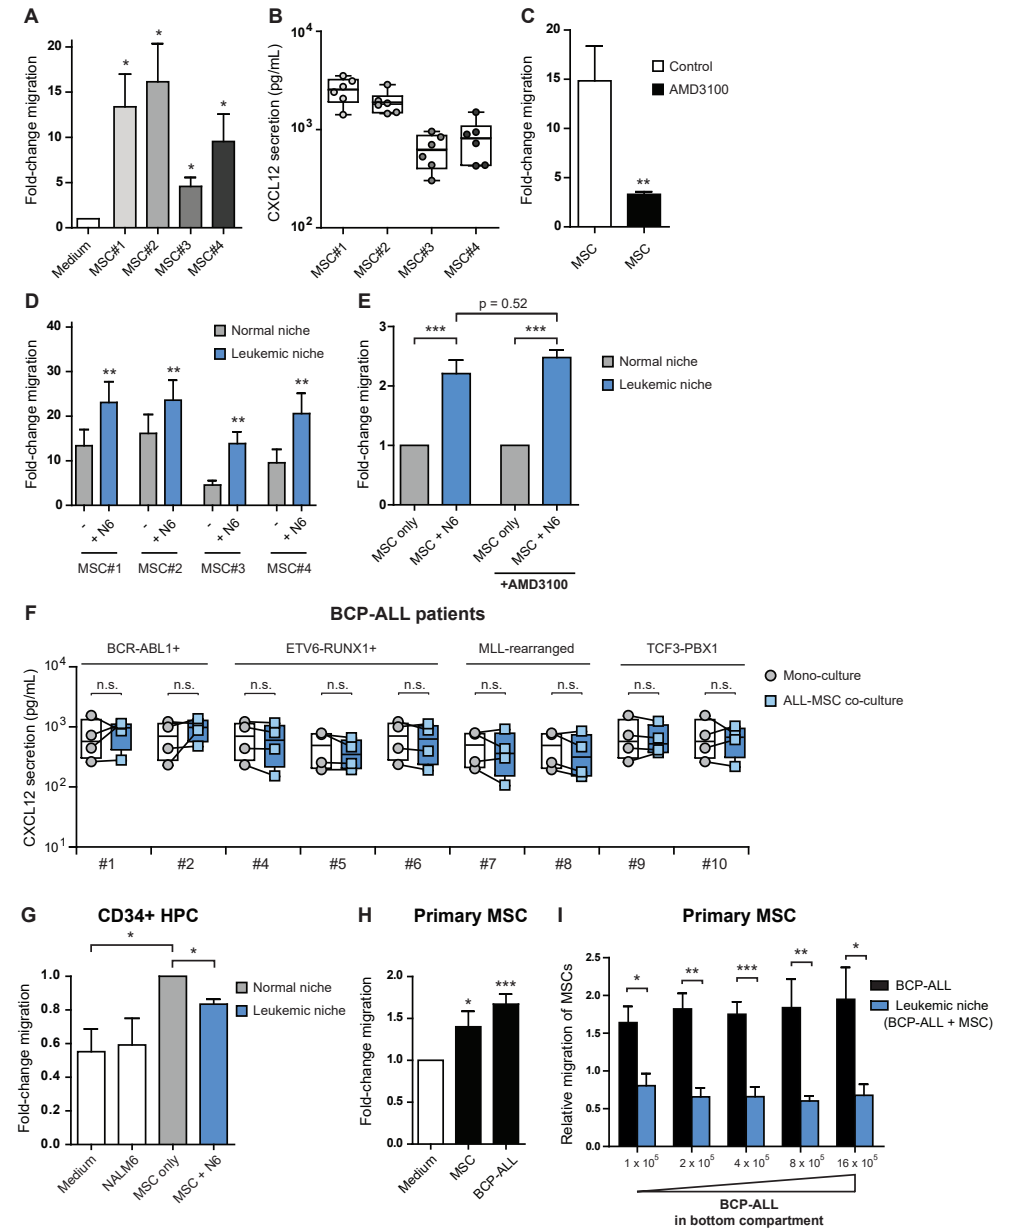 A
Fold-change migration
20
15
10
5
0
*
*
*
*
Medium
MSC#1
MSC#2
MSC#3
MSC#4
B
CXCL12 secretion (pg/mL)
10⁴
10³
10²
MSC#1
MSC#2
MSC#3
MSC#4
C
Fold-change migration
20
15
10
5
0
**
MSC
MSC
Control
AMD3100
D
Fold-change migration
40
30
20
10
0
Normal niche
Leukemic niche
**
**
**
**
-
+ N6
-
+ N6
-
+ N6
-
+ N6
MSC#1
MSC#2
MSC#3
MSC#4
E
p = 0.52
***
***
Fold-change migration
3
2
1
0
MSC only
MSC + N6
MSC only
MSC + N6
+AMD3100
Normal niche
Leukemic niche
F
BCP-ALL patients
BCR-ABL1+
ETV6-RUNX1+
MLL-rearranged
TCF3-PBX1
CXCL12 secretion (pg/mL)
10⁴
10³
10²
10¹
n.s.
n.s.
n.s.
n.s.
n.s.
n.s.
n.s.
n.s.
n.s.
#1
#2
#4
#5
#6
#7
#8
#9
#10
Mono-culture
ALL-MSC co-culture
G
CD34+ HPC
*
*
Fold-change migration
1.0
0.8
0.6
0.4
0.2
0.0
Medium
NALM6
MSC only
MSC + N6
Normal niche
Leukemic niche
H
Primary MSC
Fold-change migration
2.0
1.5
1.0
0.5
0.0
*
***
Medium
MSC
BCP-ALL
I
Primary MSC
Relative migration of MSCs
2.5
2.0
1.5
1.0
0.5
0.0
*
**
***
**
*
BCP-ALL
Leukemic niche
(BCP-ALL + MSC)
1 x 10⁵
2 x 10⁵
4 x 10⁵
8 x 10⁵
16 x 10⁵
BCP-ALL
in bottom compartment